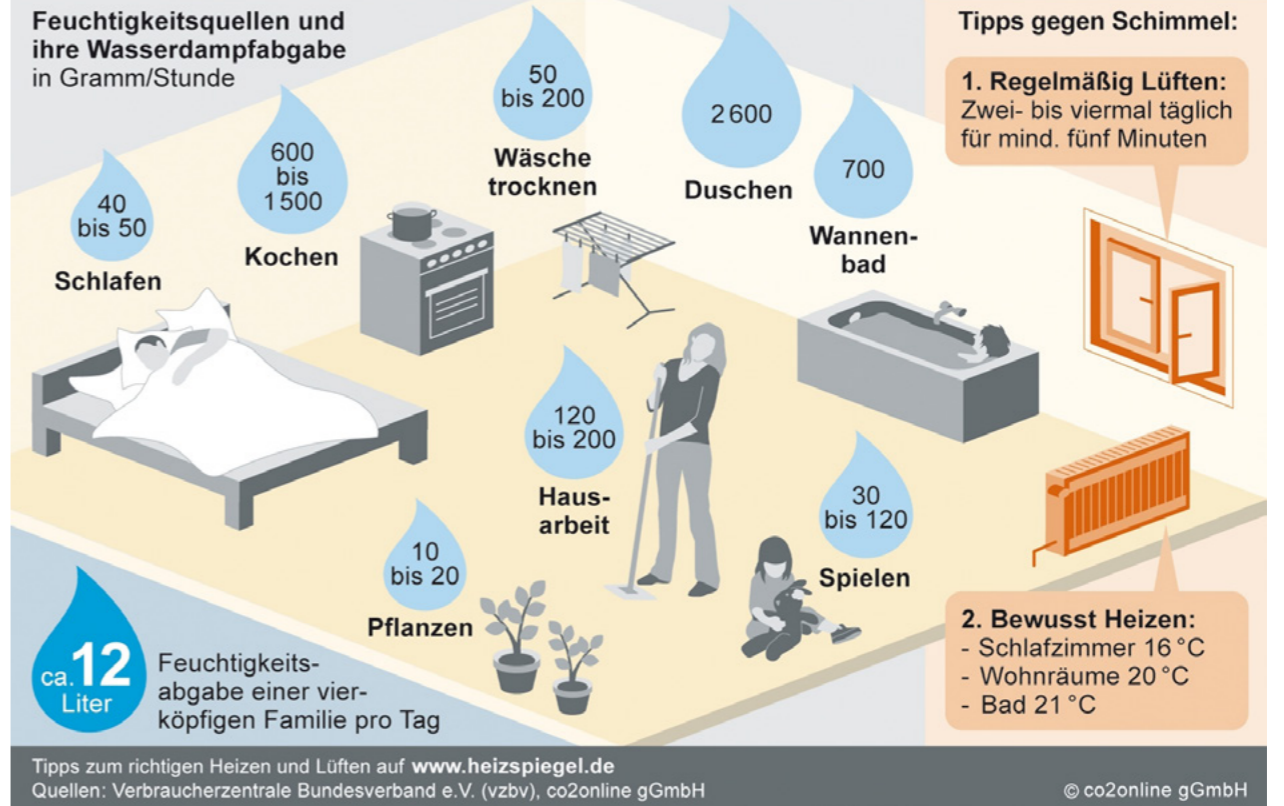 Feuchtigkeitsquellen und
ihre Wasserdampfabgabe
in Gramm/Stunde
40
bis 50
Schlafen
600
bis
1500
Kochen
50
bis 200
Wäsche
trocknen
2600
Duschen
700
Wannen-
bad
120
bis 200
Haus-
arbeit
30
bis 120
Spielen
10
bis 20
Pflanzen
ca. 12
Liter
Feuchtigkeits-
abgabe einer vier-
köpfigen Familie pro Tag
Tipps gegen Schimmel:
1. Regelmäßig Lüften:
Zwei- bis viermal täglich
für mind. fünf Minuten
2. Bewusst Heizen:
- Schlafzimmer 16 °C
- Wohnräume 20 °C
- Bad 21 °C
Tipps zum richtigen Heizen und Lüften auf www.heizspiegel.de
Quellen: Verbraucherzentrale Bundesverband e.V. (vzbv), co2online gGmbH
© co2online gGmbH